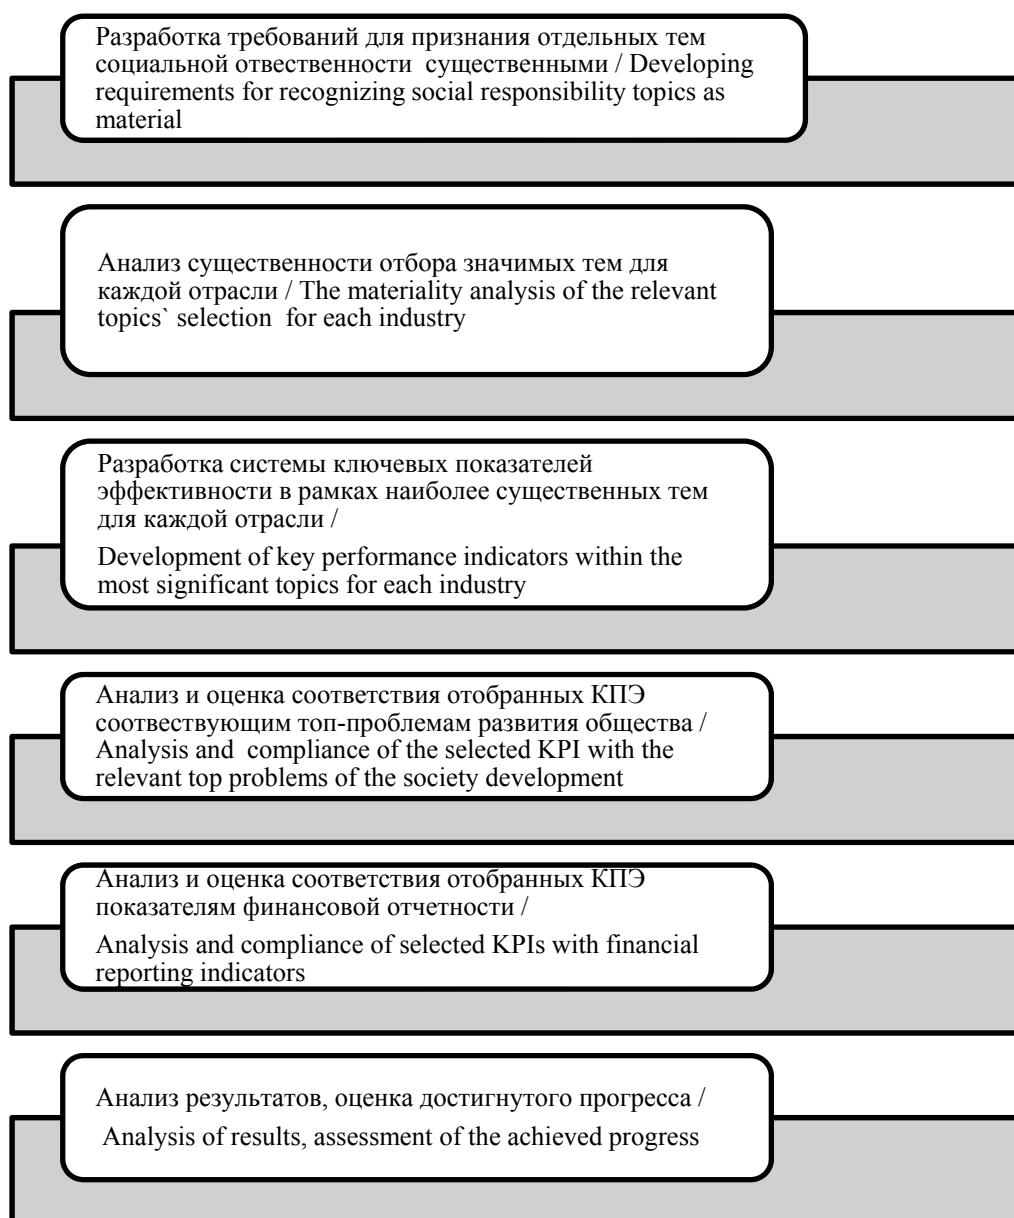 Разработка требований для признания отдельных тем
социальной отвественности существенными / Developing
requirements for recognizing social responsibility topics as
material
Анализ существенности отбора значимых тем для
каждой отрасли / The materiality analysis of the relevant
topics` selection for each industry
Разработка системы ключевых показателей
эффективности в рамках наиболее существенных тем
для каждой отрасли /
Development of key performance indicators within the
most significant topics for each industry
Анализ и оценка соответствия отобранных КПЭ
соотвествующим топ-проблемам развития общества /
Analysis and compliance of the selected KPI with the
relevant top problems of the society development
Анализ и оценка соответствия отобранных КПЭ
показателям финансовой отчетности /
Analysis and compliance of selected KPIs with financial
reporting indicators
Анализ результатов, оценка достигнутого прогресса /
Analysis of results, assessment of the achieved progress